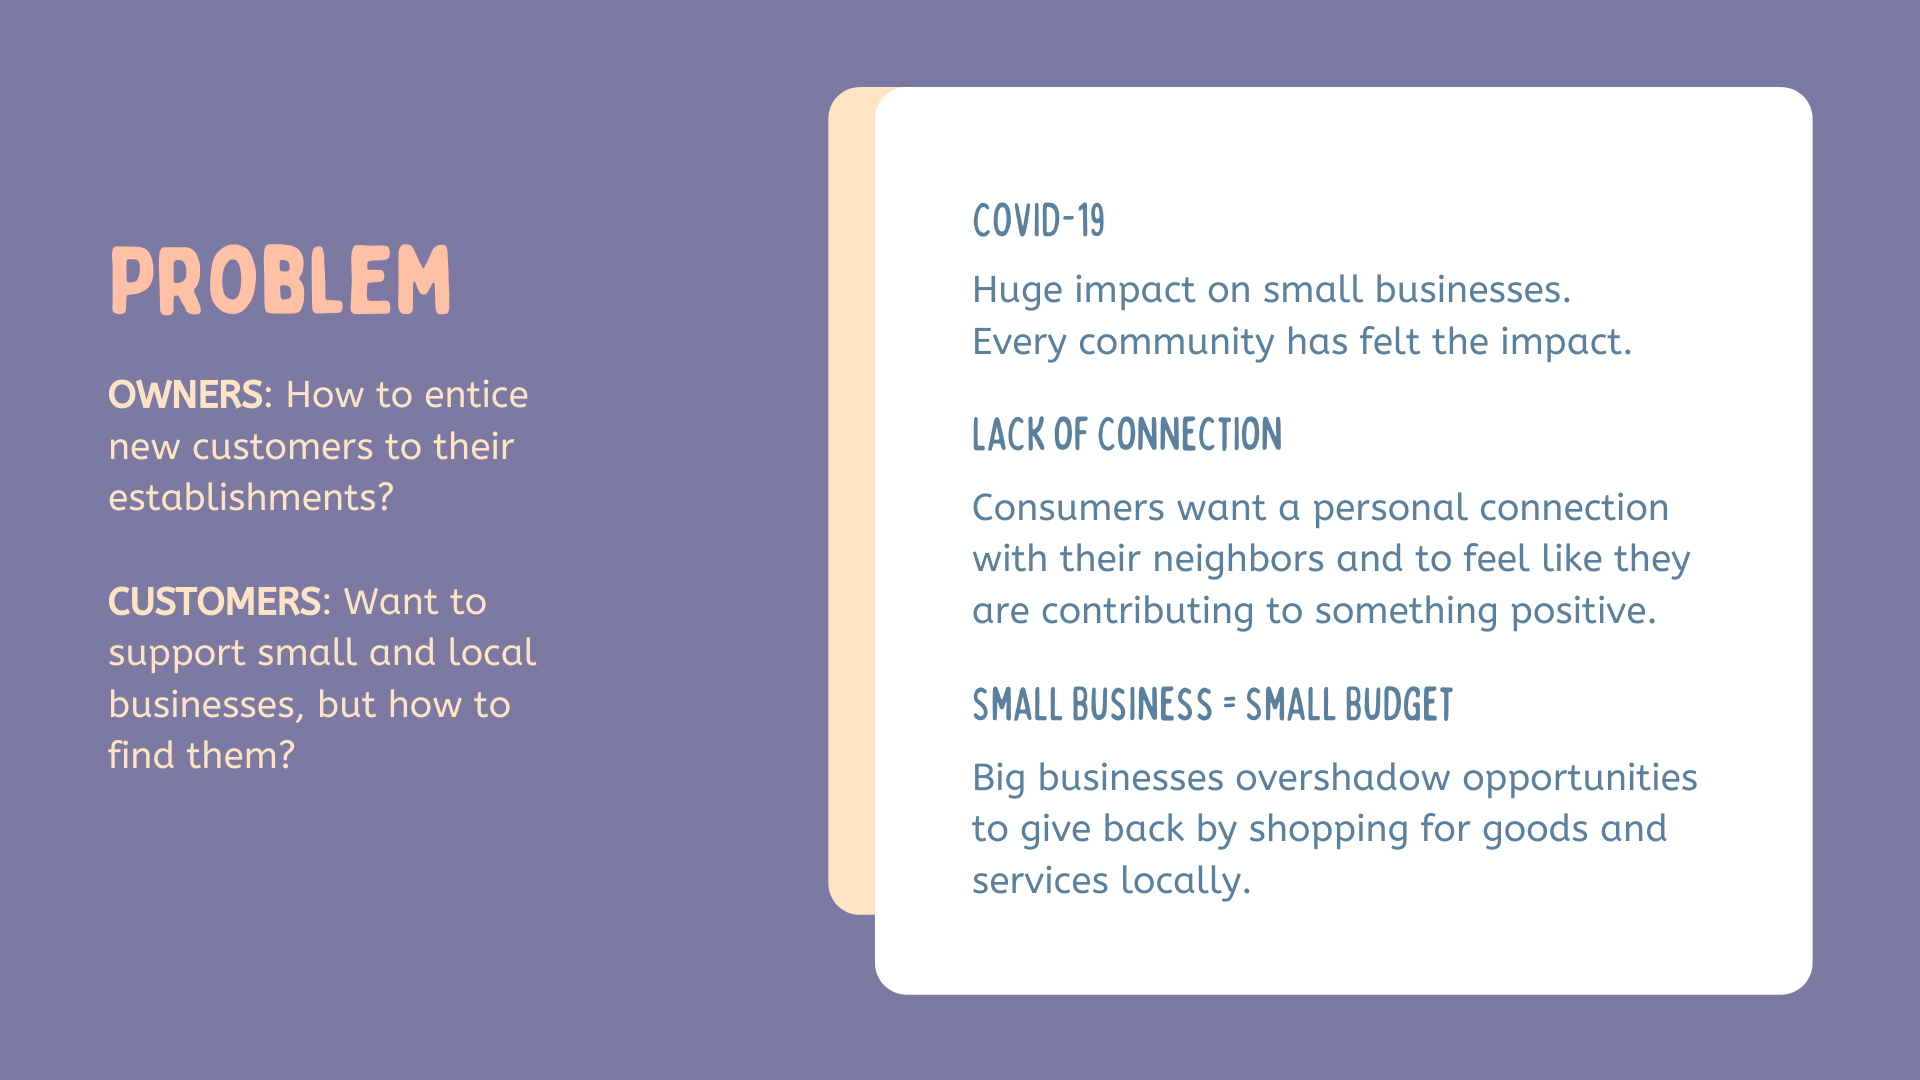 PROBLEM
OWNERS: How to entice
new customers to their
establishments?
CUSTOMERS: Want to
support small and local
businesses, but how to
find them?
COVID-19
Huge impact on small businesses.
Every community has felt the impact.
LACK OF CONNECTION
Consumers want a personal connection
with their neighbors and to feel like they
are contributing to something positive.
SMALL BUSINESS = SMALL BUDGET
Big businesses overshadow opportunities
to give back by shopping for goods and
services locally.